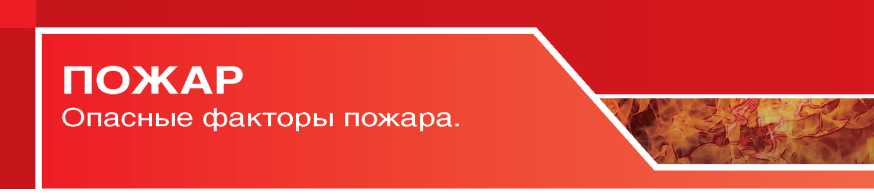 ПОЖАР
Опасные факторы пожара.